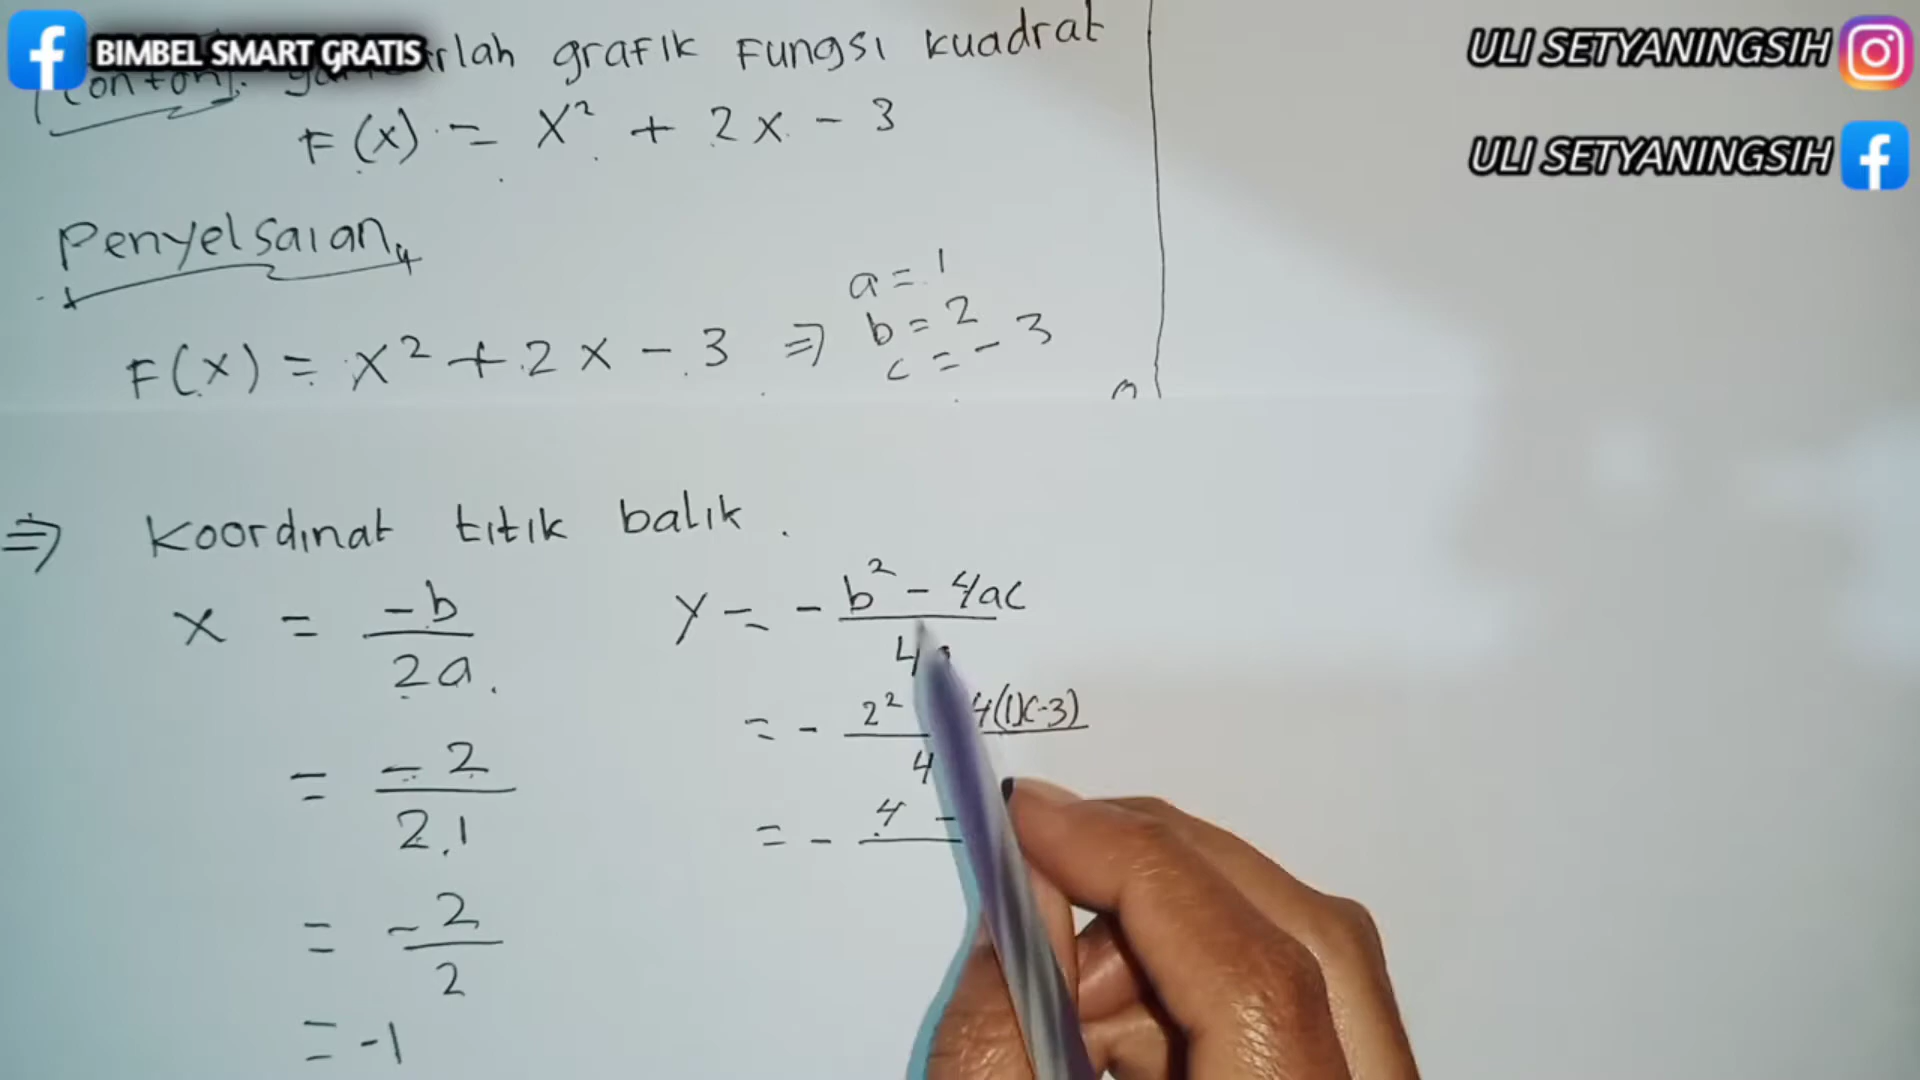 BIMBEL SMART GRATIS
ULI SETYANINGSIH
ULI SETYANINGSIH
grafik Fungsi kuadrat
F(x) = x² + 2x - 3
Penyelsaian
F(x) = x² + 2x - 3 ⇒ a = 1
b = 2
c = -3
⇒ Koordinat titik balik.
x = -b/2a
= -2/2.1
= -2/2
= -1
y = - b² - 4ac / 4
= - 2² 4(1)(-3) / 4
= - 4 -